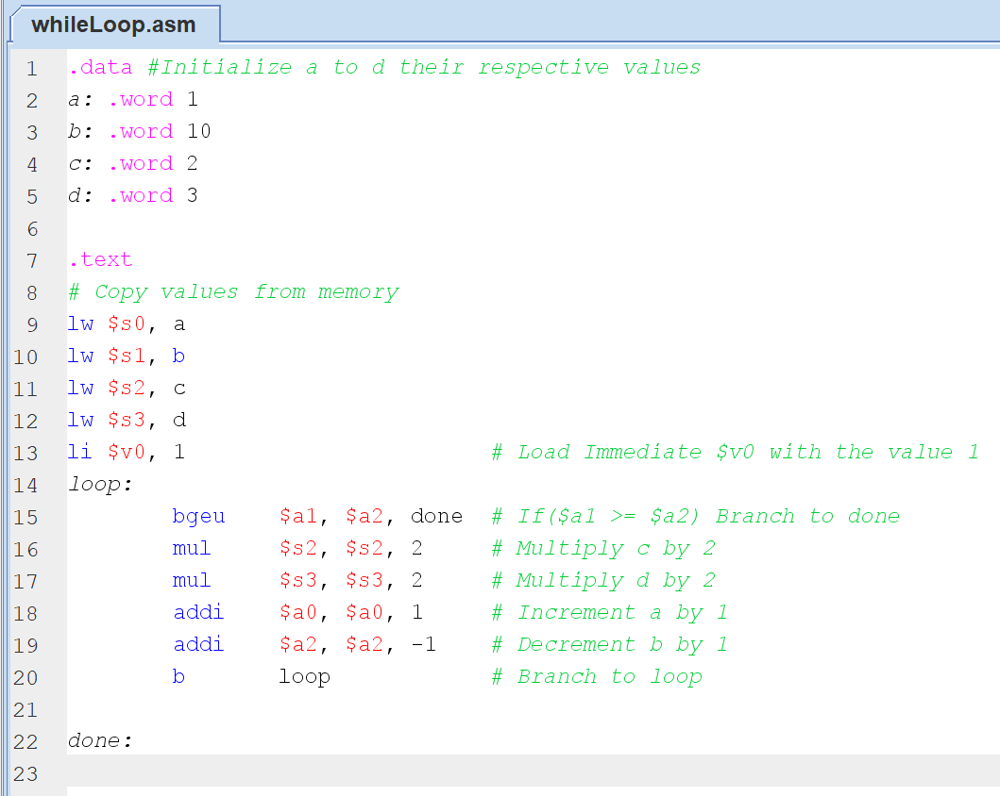 whileLoop.asm
1 .data #Initialize a to d their respective values
2 a: .word 1
3 b: .word 10
4 c: .word 2
5 d: .word 3
6
7 .text
8 # Copy values from memory
9 lw $s0, a
10 lw $s1, b
11 lw $s2, c
12 lw $s3, d
13 li $v0, 1 # Load Immediate $v0 with the value 1
14 loop:
15 bgeu $a1, $a2, done # If($a1 >= $a2) Branch to done
16 mul $s2, $s2, 2 # Multiply c by 2
17 mul $s3, $s3, 2 # Multiply d by 2
18 addi $a0, $a0, 1 # Increment a by 1
19 addi $a2, $a2, -1 # Decrement b by 1
20 b loop # Branch to loop
21
22 done:
23